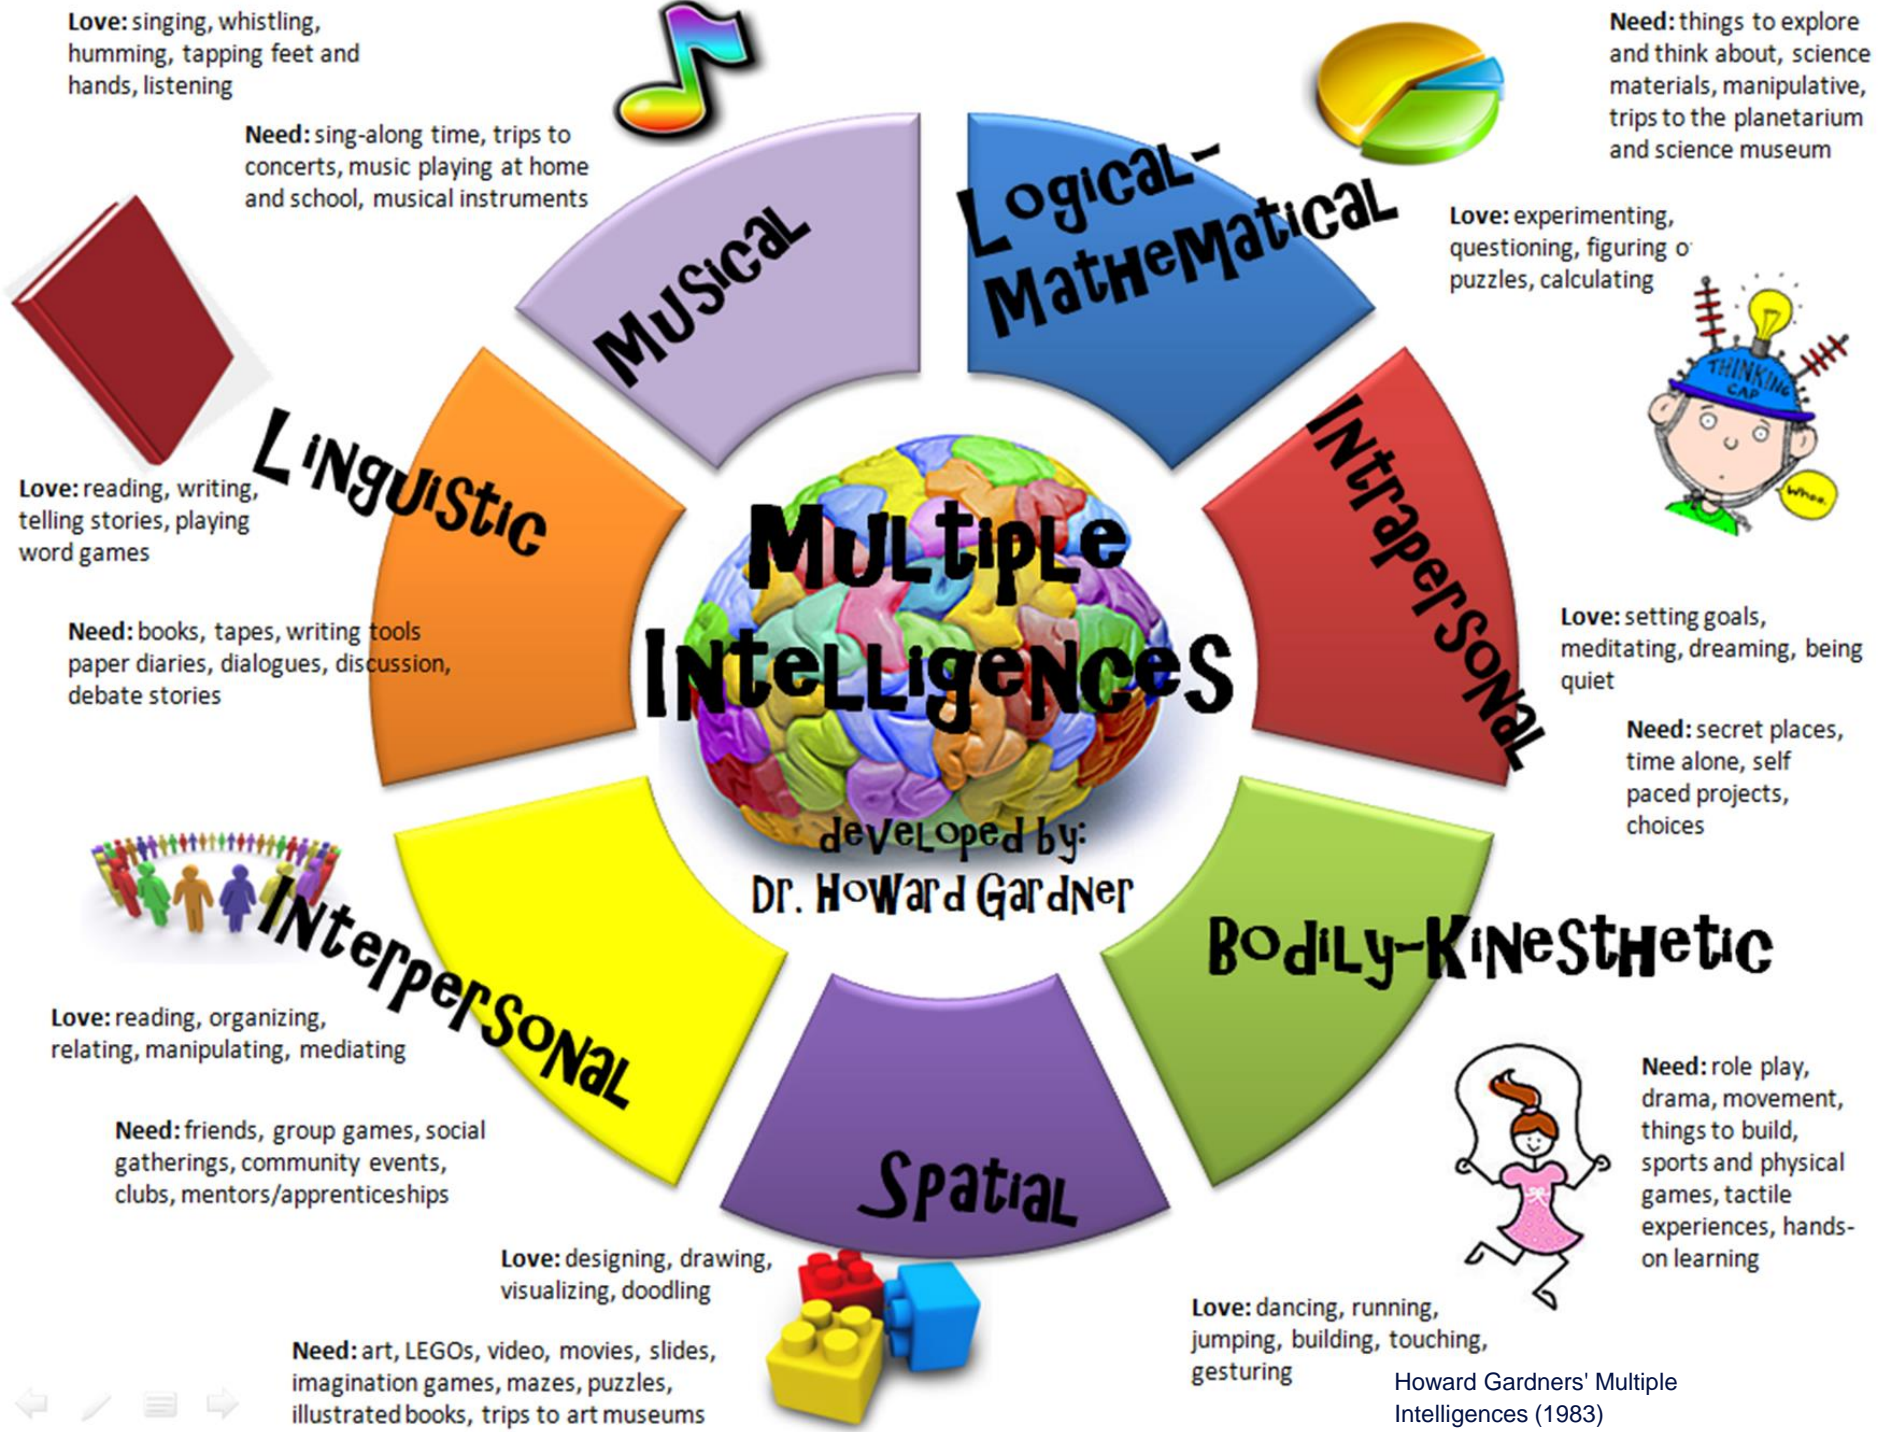 Love: singing, whistling,
humming, tapping feet and
hands, listening
Need: sing-along time, trips to
concerts, music playing at home
and school, musical instruments
Musical
Logical-
Mathematical
Need: things to explore
and think about, science
materials, manipulative,
trips to the planetarium
and science museum
Love: experimenting,
questioning, figuring o
puzzles, calculating
THINKING
CAP
Whoa.
Linguistic
Love: reading, writing,
telling stories, playing
word games
Need: books, tapes, writing tools
paper diaries, dialogues, discussion,
debate stories
Multiple
Intelligences
developed by:
Dr. Howard Gardner
Intrapersonal
Love: setting goals,
meditating, dreaming, being
quiet
Need: secret places,
time alone, self
paced projects,
choices
Interpersonal
Love: reading, organizing,
relating, manipulating, mediating
Need: friends, group games, social
gatherings, community events,
clubs, mentors/apprenticeships
Bodily-Kinesthetic
Need: role play,
drama, movement,
things to build,
sports and physical
games, tactile
experiences, hands-
on learning
Love: dancing, running,
jumping, building, touching,
gesturing
Spatial
Love: designing, drawing,
visualizing, doodling
Need: art, LEGOs, video, movies, slides,
imagination games, mazes, puzzles,
illustrated books, trips to art museums
Howard Gardners' Multiple
Intelligences (1983)